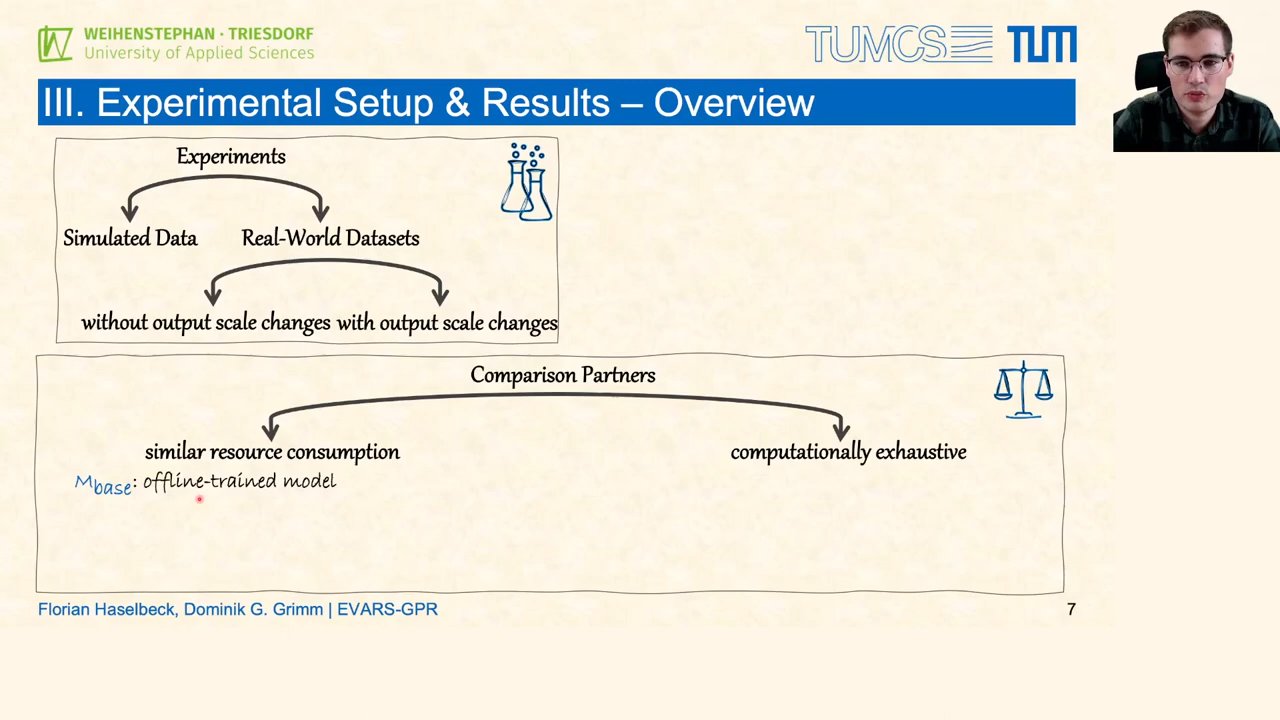 WEIHENSTEPHAN · TRIESDORF
University of Applied Sciences
TUMCS TUM
III. Experimental Setup & Results – Overview
Experiments
Simulated Data Real-World Datasets
without output scale changes with output scale changes
Comparison Partners
similar resource consumption computationally exhaustive
Mbase: offline-trained model
Florian Haselbeck, Dominik G. Grimm | EVARS-GPR 7